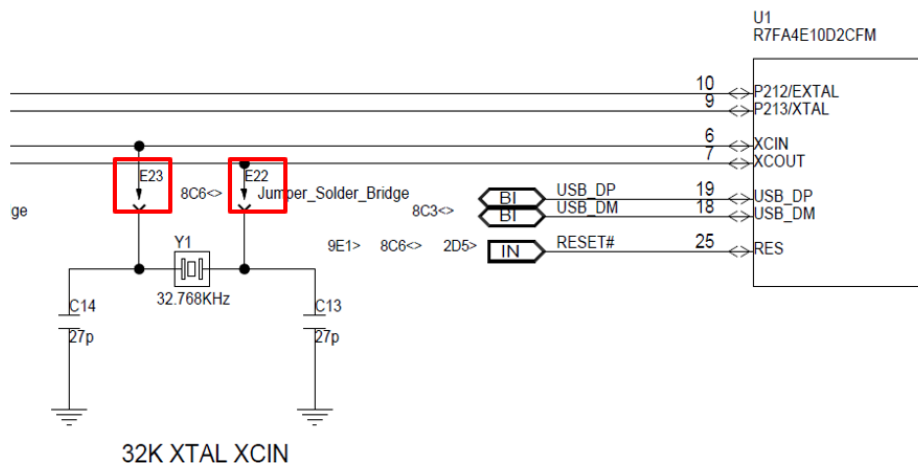 U1
R7FA4E10D2CFM
10 P212/EXTAL
9 P213/XTAL
6 XCIN
7 XCOUT
E23 8C6<> E22 Jumper_Solder_Bridge
ge
8C3<> BI USB_DP 19 USB_DP
BI USB_DM 18 USB_DM
9E1> 8C6<> 2D5> IN RESET# 25 RES
Y1
32.768KHz
C14 C13
27p 27p
32K XTAL XCIN